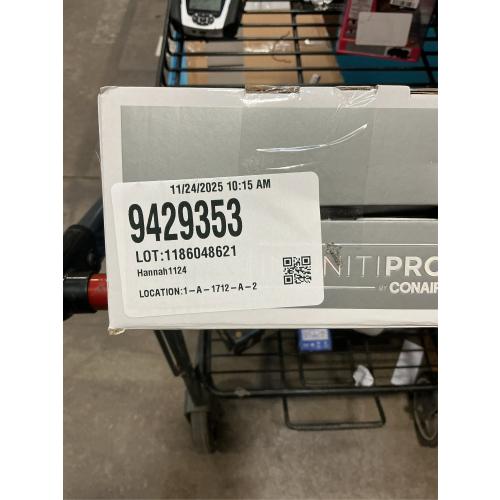 11/24/2025 10:15 AM
9429353
LOT:1186048621
Hannah1124
LOCATION:1-A-1712-A-2
NITIPRO
BY CONAIR